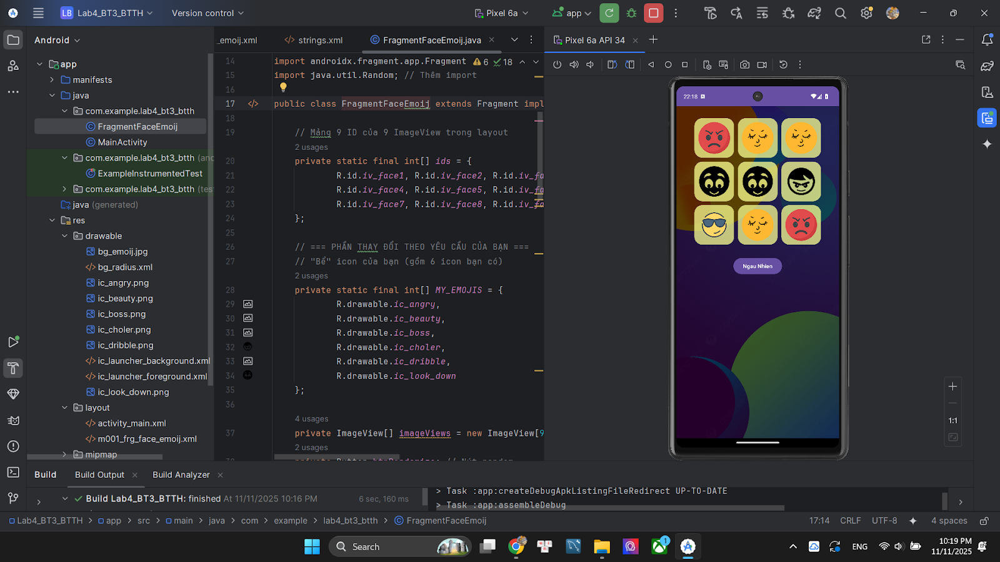 LB Lab4_BT3_BTTH Version control Pixel 6a app
Android
_emoij.xml strings.xml FragmentFaceEmoij.java
Pixel 6a API 34
app
manifests
java
com.example.lab4_bt3_btth
FragmentFaceEmoij
MainActivity
com.example.lab4_bt3_btth (and
ExampleInstrumentedTest
com.example.lab4_bt3_btth (tes
java (generated)
res
drawable
bg_emoij.jpg
bg_radius.xml
ic_angry.png
ic_beauty.png
ic_boss.png
ic_choler.png
ic_dribble.png
ic_launcher_background.xml
ic_launcher_foreground.xml
ic_look_down.png
layout
activity_main.xml
m001_frg_face_emoij.xml
mipmap
6 18
14 import androidx.fragment.app.Fragment
15 import java.util.Random; // Thêm import
16
17 public class FragmentFaceEmoij extends Fragment impl
18
19 // Mảng 9 ID của 9 ImageView trong layout
2 usages
20 private static final int[] ids = {
21 R.id.iv_face1, R.id.iv_face2, R.id.iv_fa
22 R.id.iv_face4, R.id.iv_face5, R.id.iv_fa
23 R.id.iv_face7, R.id.iv_face8, R.id.iv_fa
24 };
25
26 // === PHẦN THAY ĐỔI THEO YÊU CẦU CỦA BẠN ===
27 // "Bể" icon của bạn (gồm 6 icon bạn có)
2 usages
28 private static final int[] MY_EMOJIS = {
29 R.drawable.ic_angry,
30 R.drawable.ic_beauty,
31 R.drawable.ic_boss,
32 R.drawable.ic_choler,
33 R.drawable.ic_dribble,
34 R.drawable.ic_look_down
35 };
36
4 usages
37 private ImageView[] imageViews = new ImageView[9
2 usages
22:18
Ngau Nhien
1:1
Build Build Output Build Analyzer
Build Lab4_BT3_BTTH: finished At 11/11/2025 10:16 PM 6 sec, 160 ms
> Task :app:createDebugApkListingFileRedirect UP-TO-DATE
> Task :app:assembleDebug
Lab4_BT3_BTTH > app > src > main > java > com > example > lab4_bt3_btth > FragmentFaceEmoij
17:14 CRLF UTF-8 4 spaces
Search
1
ENG
10:19 PM
11/11/2025